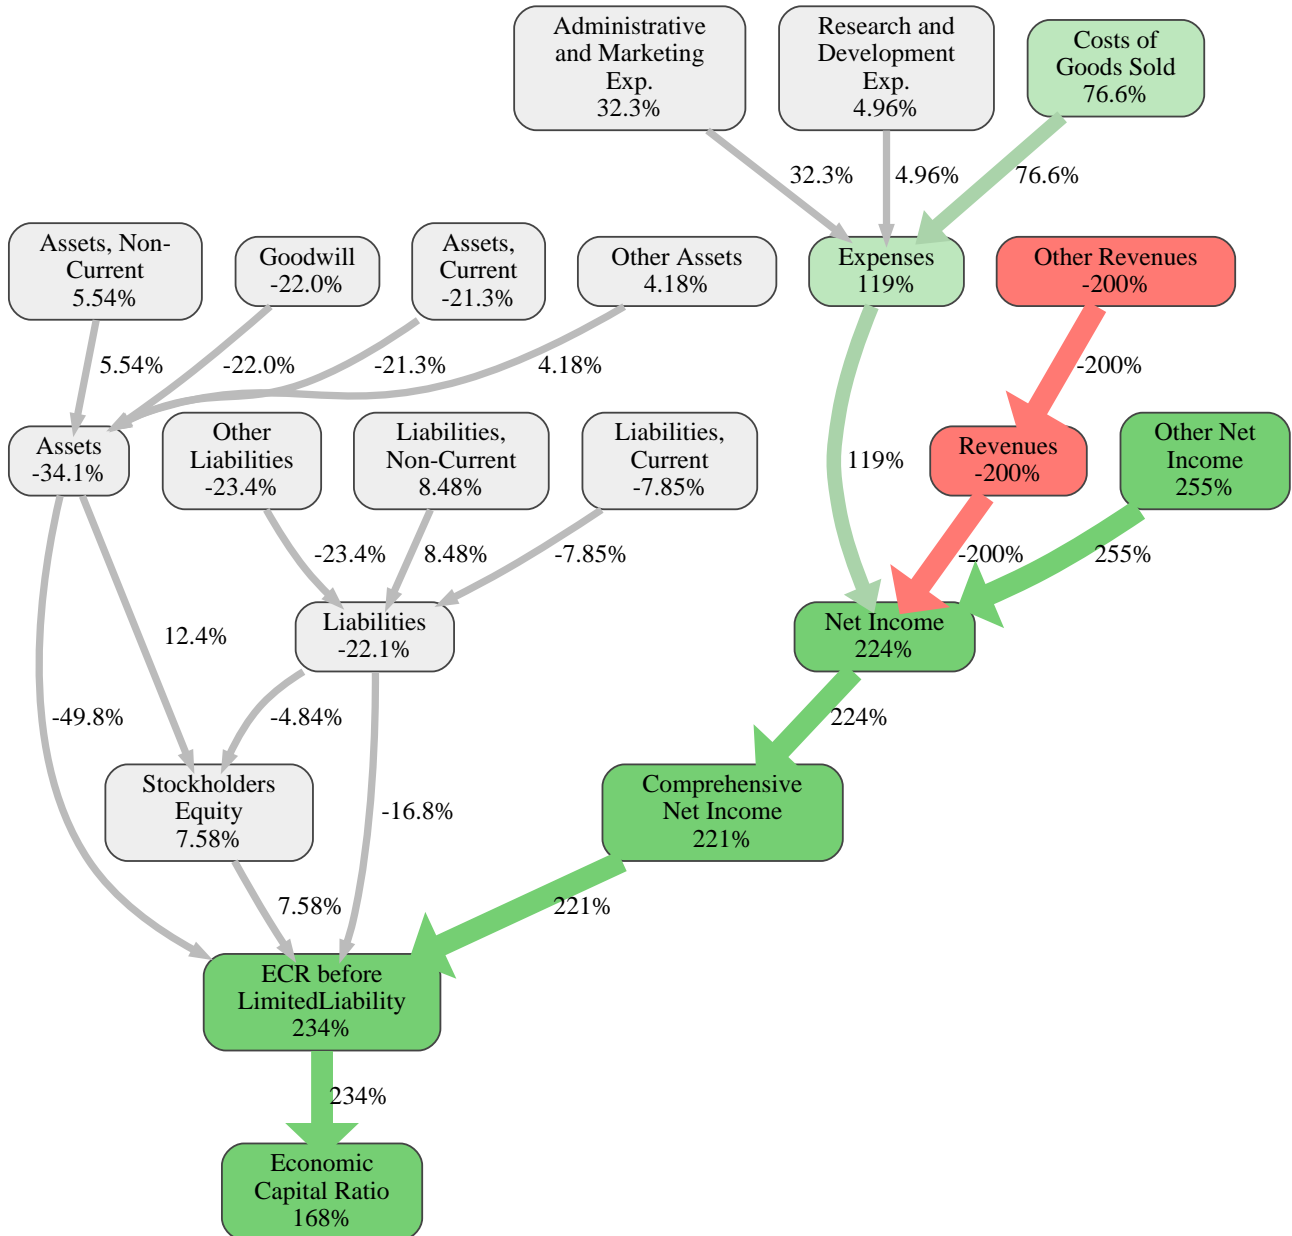 Administrative
and Marketing
Exp.
32.3%
Research and
Development
Exp.
4.96%
Costs of
Goods Sold
76.6%
32.3%
4.96%
76.6%
Assets, Non-
Current
5.54%
Goodwill
-22.0%
Assets,
Current
-21.3%
Other Assets
4.18%
Expenses
119%
Other Revenues
-200%
5.54%
-22.0%
-21.3%
4.18%
-200%
Assets
-34.1%
Other
Liabilities
-23.4%
Liabilities,
Non-Current
8.48%
Liabilities,
Current
-7.85%
119%
Revenues
-200%
Other Net
Income
255%
-23.4%
8.48%
-7.85%
-200%
255%
12.4%
Liabilities
-22.1%
Net Income
224%
-49.8%
-4.84%
224%
Stockholders
Equity
7.58%
-16.8%
Comprehensive
Net Income
221%
7.58%
221%
ECR before
LimitedLiability
234%
234%
Economic
Capital Ratio
168%